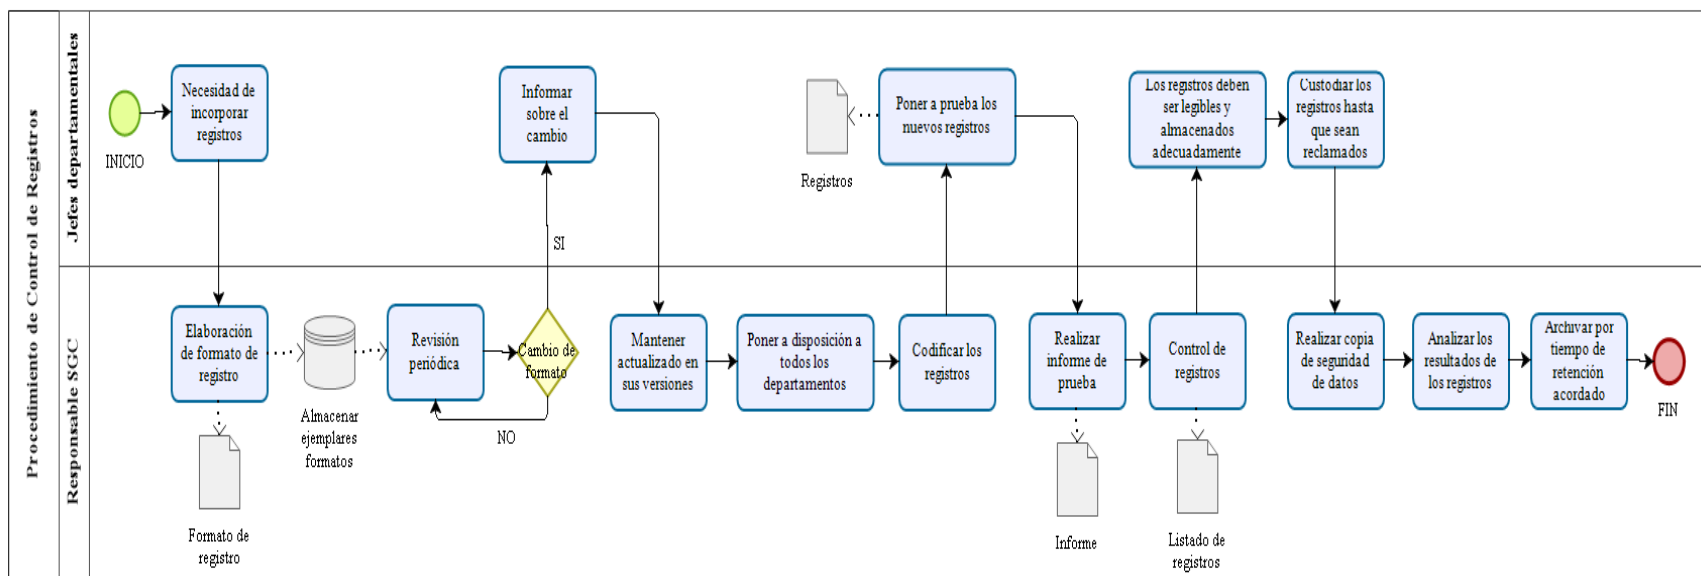 Procedimiento de Control de Registros
Jefes departamentales
INICIO
Necesidad de
incorporar
registros
Informar
sobre el
cambio
SI
Registros
Poner a prueba los
nuevos registros
Los registros deben
ser legibles y
almacenados
adecuadamente
Custodiar los
registros hasta
que sean
reclamados
Responsable SGC
Elaboración
de formato de
registro
Formato de
registro
Almacenar
ejemplares
formatos
Revisión
periódica
Cambio de
formato
NO
Mantener
actualizado en
sus versiones
Poner a disposición a
todos los
departamentos
Codificar los
registros
Realizar
informe de
prueba
Informe
Control de
registros
Listado de
registros
Realizar copia
de seguridad
de datos
Analizar los
resultados de
los registros
Archivar por
tiempo de
retención
acordado
FIN